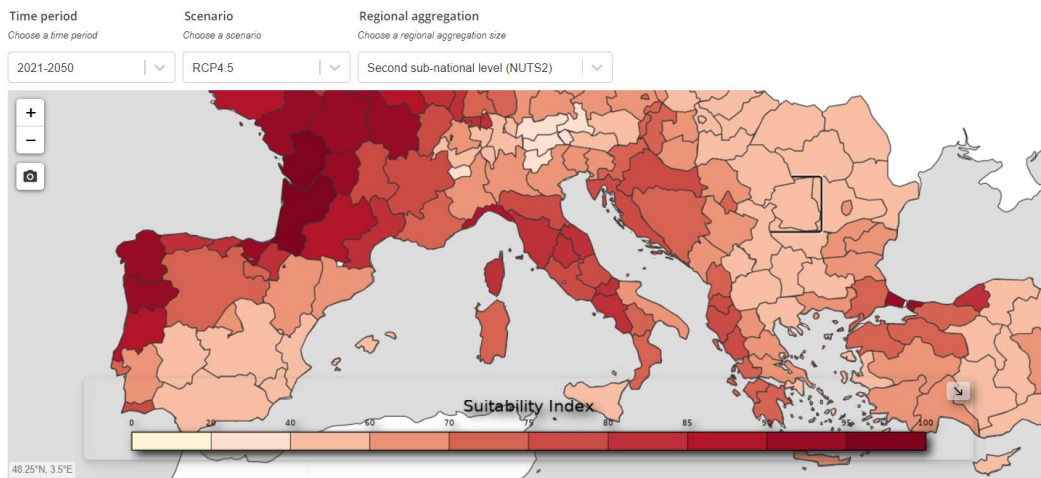 Time period
Choose a time period
2021-2050
Scenario
Choose a scenario
RCP4.5
Regional aggregation
Choose a regional aggregation size
Second sub-national level (NUTS2)
+
−
Suitability Index
0 20 40 60 70 75 80 85 90 95 100
48.25°N, 3.5°E